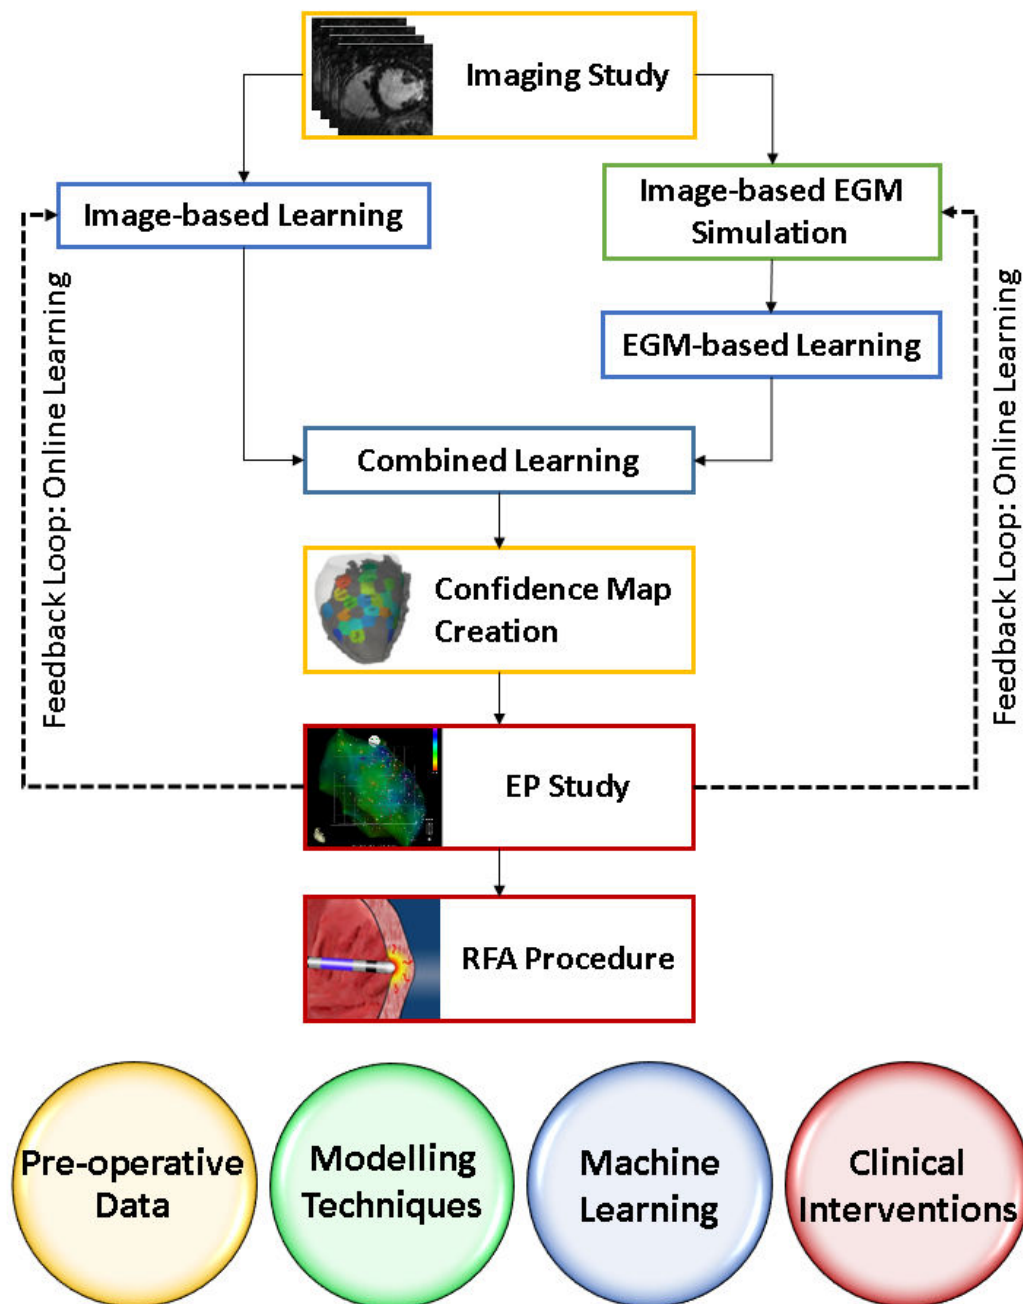 Imaging Study
Image-based Learning
Image-based EGM
Simulation
EGM-based Learning
Combined Learning
Confidence Map
Creation
EP Study
RFA Procedure
Feedback Loop: Online Learning
Feedback Loop: Online Learning
Pre-operative
Data
Modelling
Techniques
Machine
Learning
Clinical
Interventions